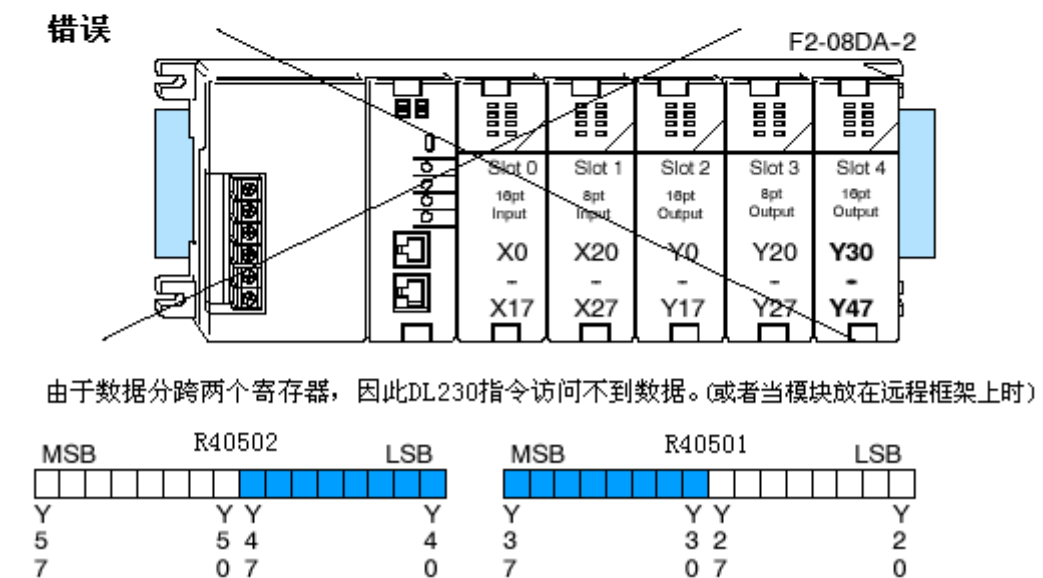 错误
F2-08DA-2
Slot 0 Slot 1 Slot 2 Slot 3 Slot 4
16pt 8pt 16pt 8pt 16pt
Input Input Output Output Output
X0 X20 Y0 Y20 Y30
- - - - -
X17 X27 Y17 Y27 Y47
由于数据分跨两个寄存器，因此DL230指令访问不到数据。(或者当模块放在远程框架上时)
MSB R40502 LSB MSB R40501 LSB
Y Y Y Y Y Y Y Y
5 5 4 4 3 3 2 2
7 0 7 0 7 0 7 0